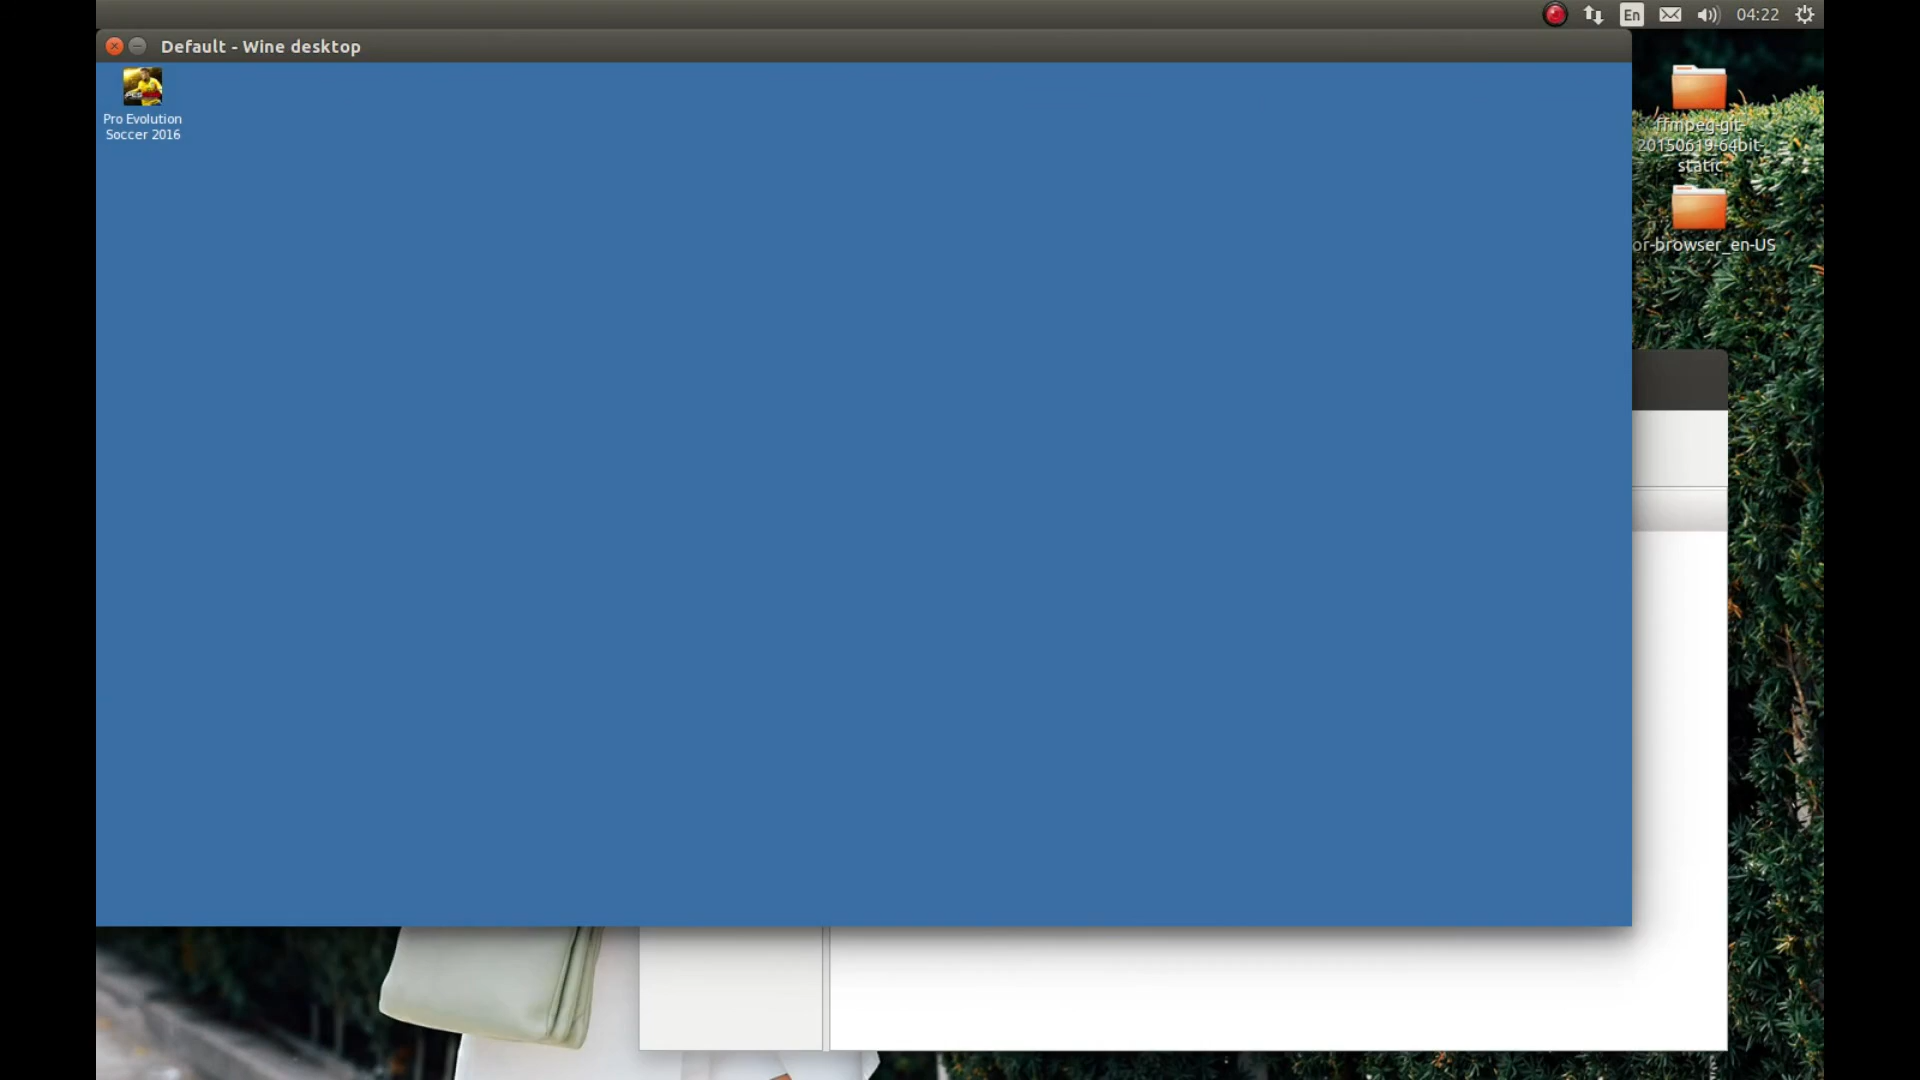 En
04:22
Default - Wine desktop
Pro Evolution
Soccer 2016
ffmpeg-git-
20150619-64bit-
static
or-browser_en-US